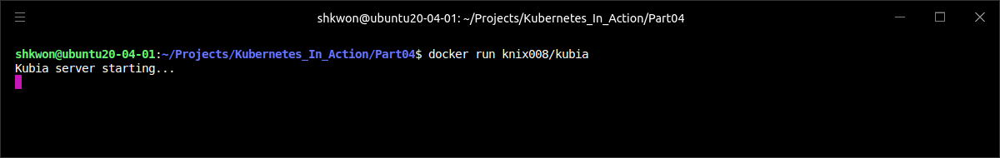 shkwon@ubuntu20-04-01: ~/Projects/Kubernetes_In_Action/Part04
shkwon@ubuntu20-04-01:~/Projects/Kubernetes_In_Action/Part04$ docker run knix008/kubia
Kubia server starting...